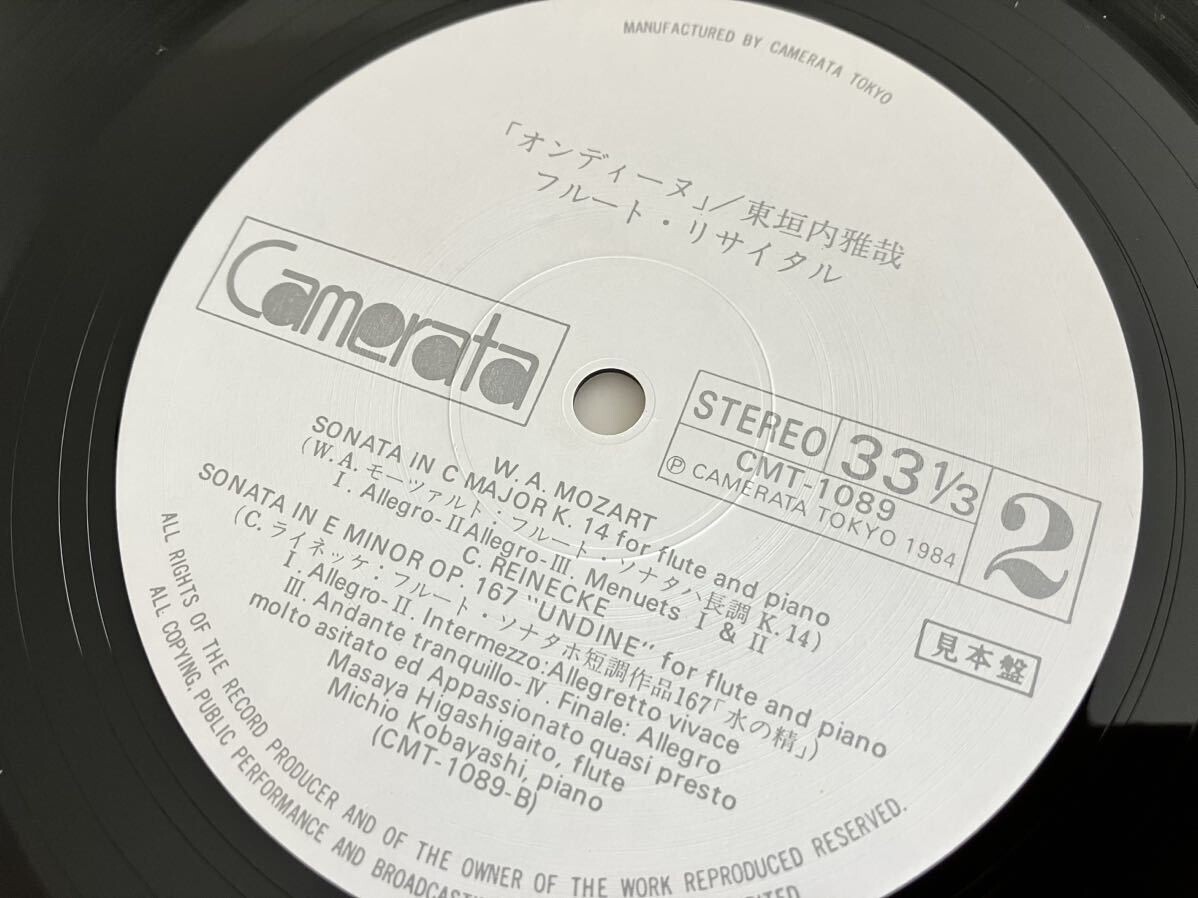 MANUFACTURED BY CAMERATA TOKYO
「オンディーヌ」/東垣内雅哉
フルート・リサイタル
Camerata
STEREO
33 1/3
2
CMT-1089
Ⓟ CAMERATA TOKYO 1984
見本盤
W. A. MOZART
SONATA IN C MAJOR K. 14 for flute and piano
(W. A. モーツァルト・フルート・ソナタハ長調 K. 14)
I. Allegro-II Allegro-III. Menuets I & II
C. REINECKE
SONATA IN E MINOR OP. 167 "UNDINE" for flute and piano
(C. ライネッケ・フルート・ソナタホ短調作品167「水の精」)
I. Allegro-II. Intermezzo: Allegretto vivace
III. Andante tranquillo-IV. Finale: Allegro
molto asitato ed Appassionato quasi presto
Masaya Higashigaito, flute
Michio Kobayashi, piano
(CMT-1089-B)
ALL RIGHTS OF THE RECORD PRODUCER AND OF THE OWNER OF THE WORK REPRODUCED RESERVED.
ALL COPYING, PUBLIC PERFORMANCE AND